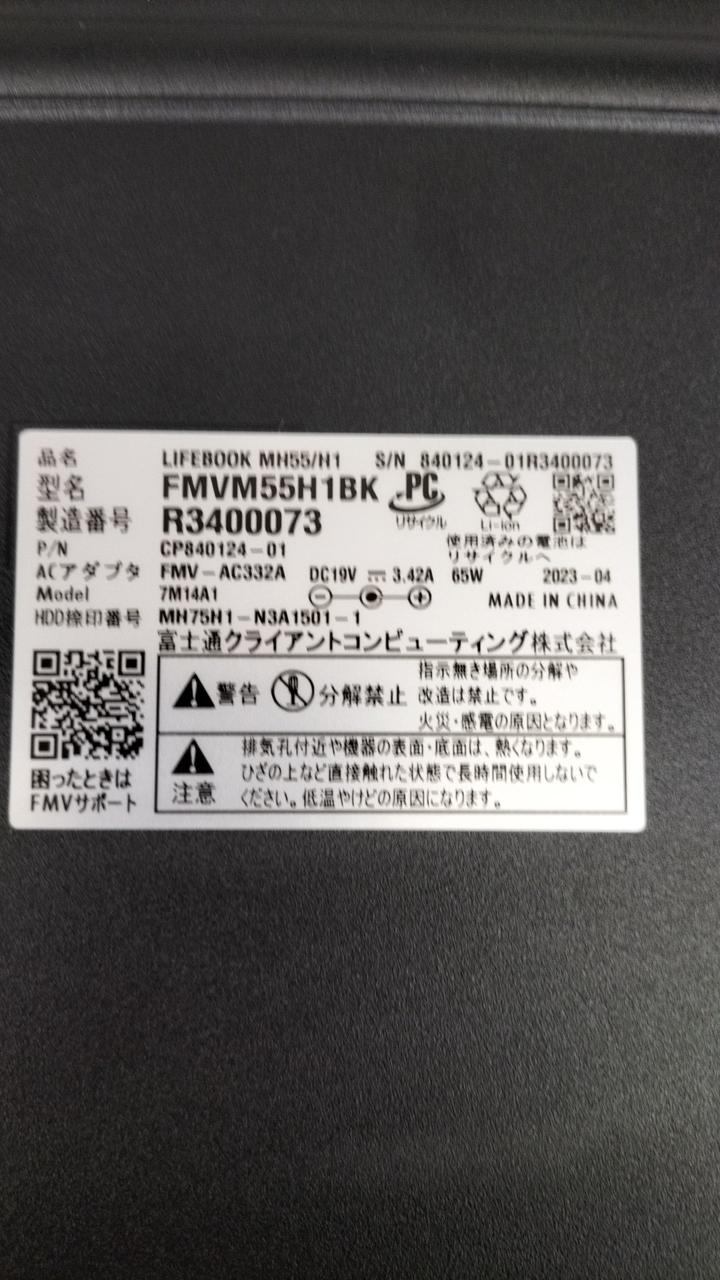 品名 LIFEBOOK MH55/H1 S/N 840124-01R3400073
型名 FMVM55H1BK PC
製造番号 R3400073 リサイクル Li-ion
P/N CP840124-01 使用済みの電池は
リサイクルへ
ACアダプタ FMV-AC332A DC19V 3.42A 65W 2023-04
Model 7M14A1 MADE IN CHINA
HDD捺印番号 MH75H1-N3A1501-1
富士通クライアントコンピューティング株式会社
警告 分解禁止
指示無き場所の分解や
改造は禁止です。
火災・感電の原因となります。
注意
排気孔付近や機器の表面・底面は、熱くなります。
ひざの上など直接触れた状態で長時間使用しないで
ください。低温やけどの原因になります。
困ったときは
FMVサポート